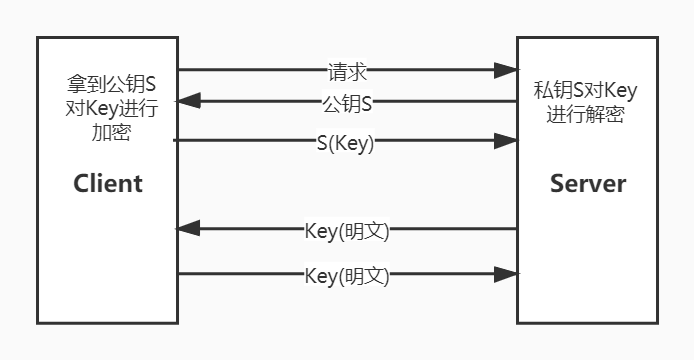 拿到公钥S
对Key进行
加密
Client
请求
公钥S
S(Key)
Key(明文)
Key(明文)
私钥S对Key
进行解密
Server